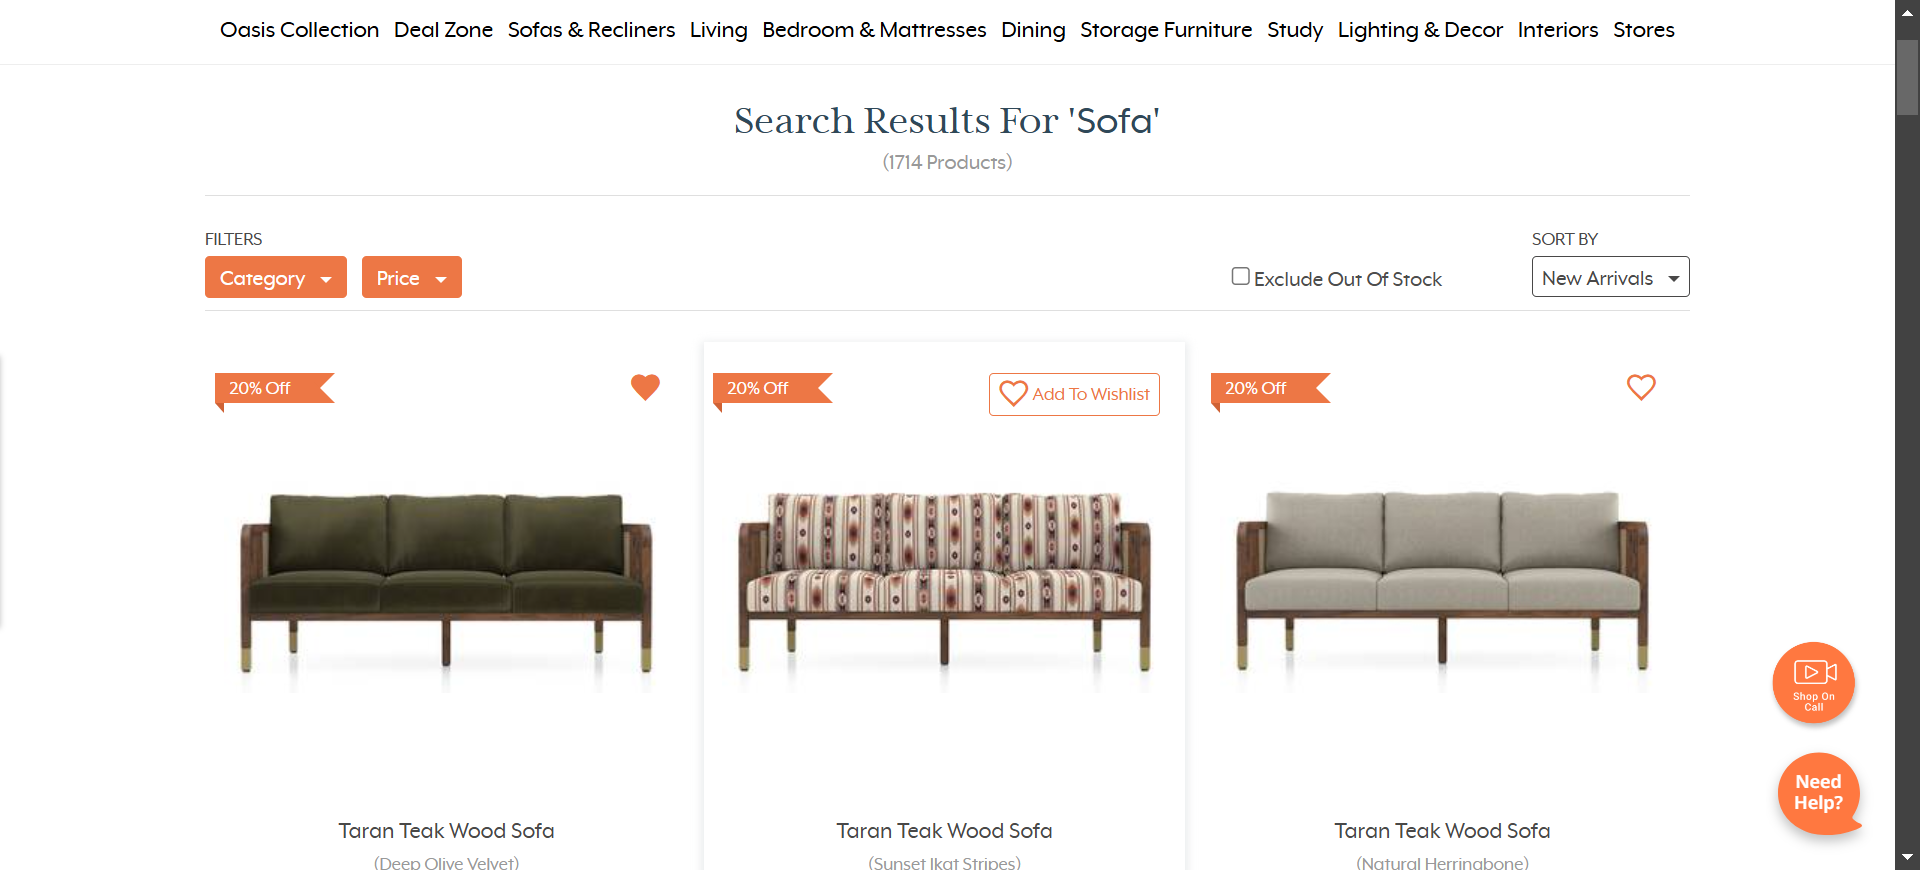 Oasis Collection Deal Zone Sofas & Recliners Living Bedroom & Mattresses Dining Storage Furniture Study Lighting & Decor Interiors Stores
Search Results For 'Sofa'
(1714 Products)
FILTERS
SORT BY
Category
Price
Exclude Out Of Stock
New Arrivals
20% Off
20% Off
Add To Wishlist
20% Off
Shop On
Call
Need
Help?
Taran Teak Wood Sofa
Taran Teak Wood Sofa
Taran Teak Wood Sofa
(Deep Olive Velvet)
(Sunset Ikat Stripes)
(Natural Herringbone)